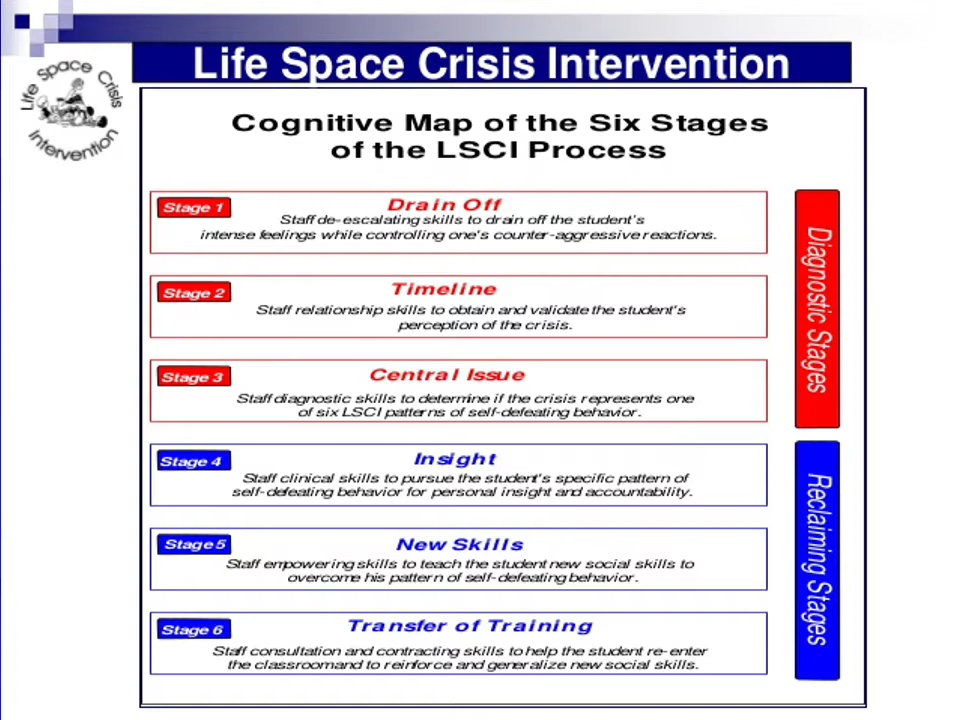 Life Space Crisis Intervention
Life Space Crisis
Intervention
Cognitive Map of the Six Stages
of the LSCI Process
Stage 1
Drain Off
Staff de-escalating skills to drain off the student's
intense feelings while controlling one's counter-aggressive reactions.
Stage 2
Timeline
Staff relationship skills to obtain and validate the student's
perception of the crisis.
Stage 3
Central Issue
Staff diagnostic skills to determine if the crisis represents one
of six LSCI patterns of self-defeating behavior.
Diagnostic Stages
Stage 4
Insight
Staff clinical skills to pursue the student's specific pattern of
self-defeating behavior for personal insight and accountability.
Stage 5
New Skills
Staff empowering skills to teach the student new social skills to
overcome his pattern of self-defeating behavior.
Stage 6
Transfer of Training
Staff consultation and contracting skills to help the student re-enter
the classroom and to reinforce and generalize new social skills.
Reclaiming Stages